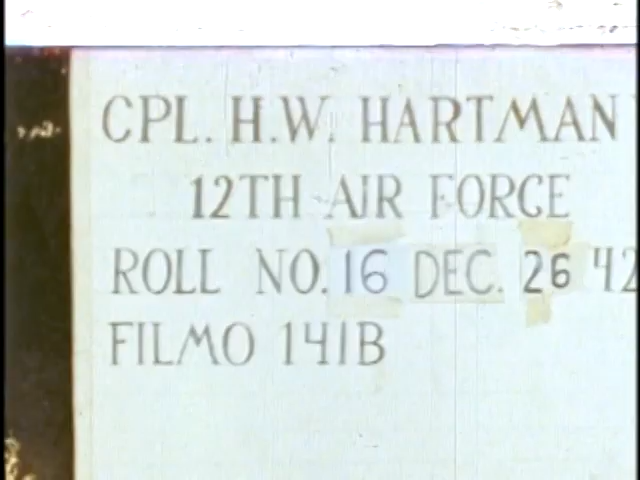 CPL. H.W. HARTMAN
12TH AIR FORCE
ROLL NO. 16 DEC. 26 42
FILMO 141B